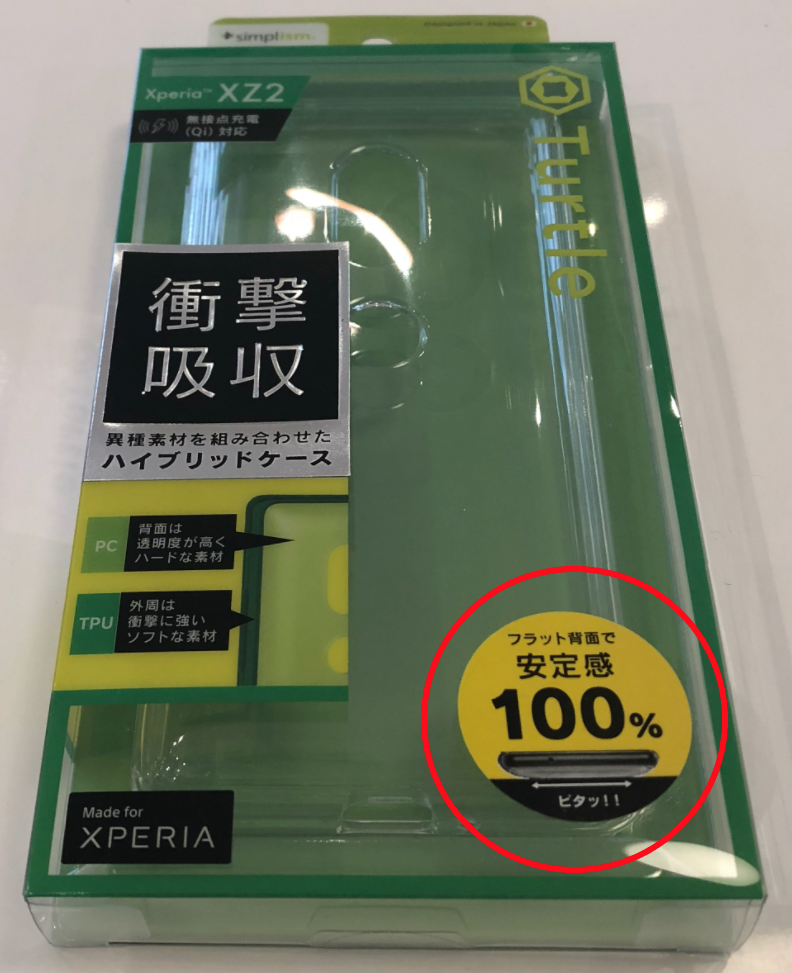 simplism
Designed in Japan
Xperia™ XZ2
無接点充電
(Qi) 対応
Turtle
衝撃
吸収
異種素材を組み合わせた
ハイブリッドケース
PC
背面は
透明度が高く
ハードな素材
TPU
外周は
衝撃に強い
ソフトな素材
フラット背面で
安定感
100%
ピタッ!!
Made for
XPERIA